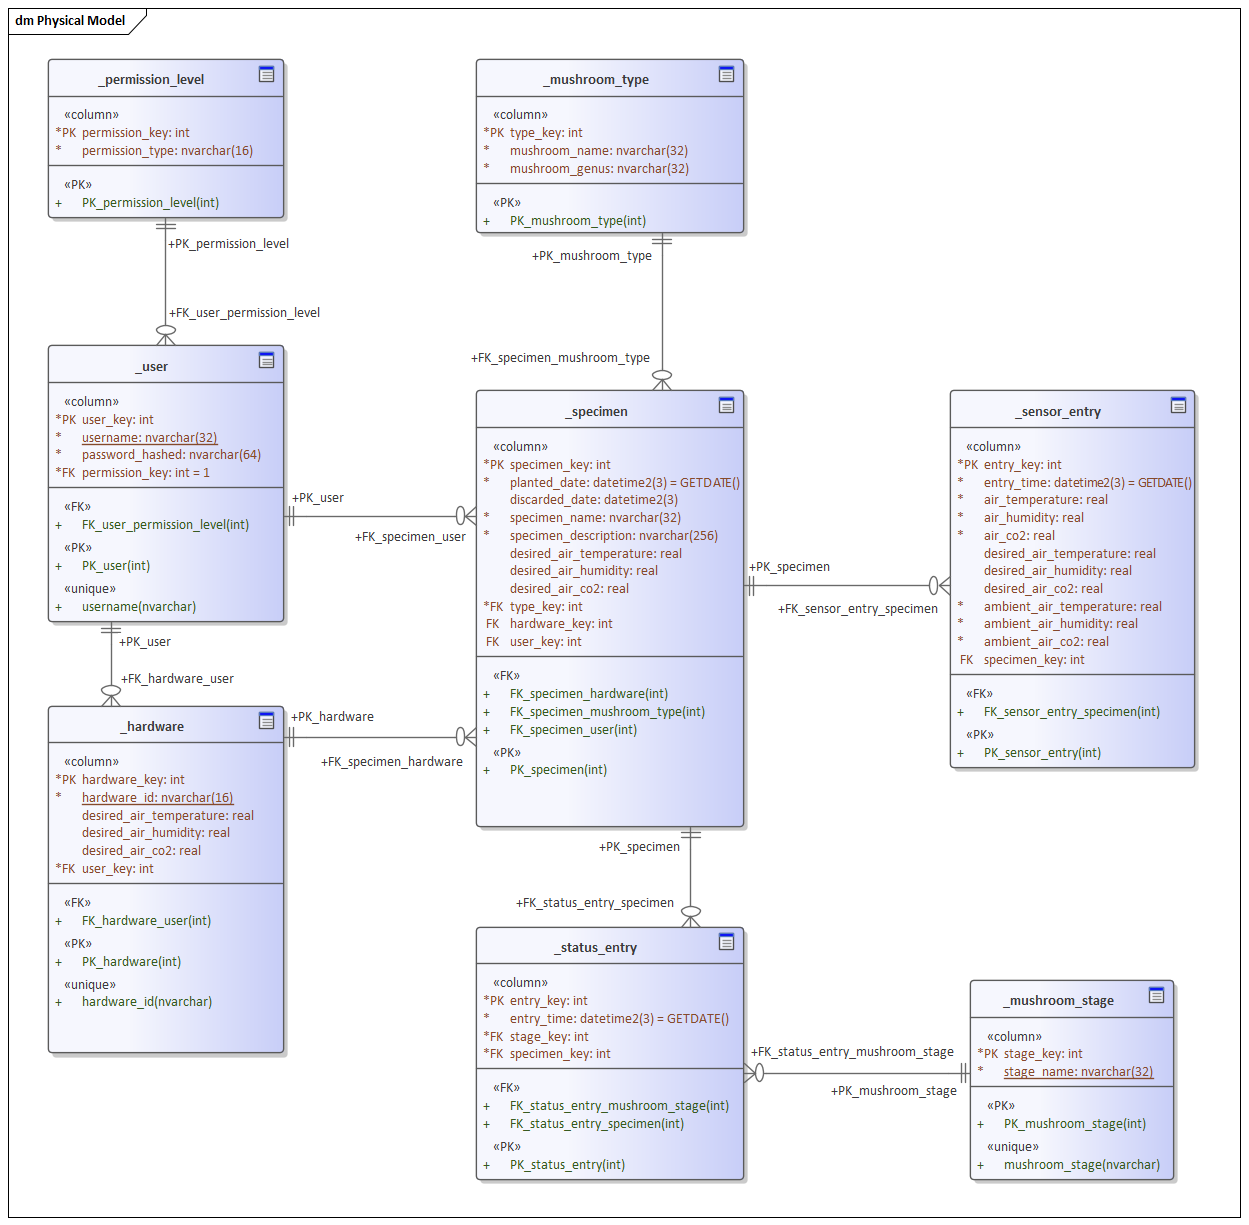 dm Physical Model
_permission_level
«column»
*PK permission_key: int
* permission_type: nvarchar(16)
«PK»
+ PK_permission_level(int)
_mushroom_type
«column»
*PK type_key: int
* mushroom_name: nvarchar(32)
* mushroom_genus: nvarchar(32)
«PK»
+ PK_mushroom_type(int)
+PK_permission_level
+FK_user_permission_level
+PK_mushroom_type
+FK_specimen_mushroom_type
_user
«column»
*PK user_key: int
* username: nvarchar(32)
* password_hashed: nvarchar(64)
*FK permission_key: int = 1
«FK»
+ FK_user_permission_level(int)
«PK»
+ PK_user(int)
«unique»
+ username(nvarchar)
+PK_user
+FK_specimen_user
_specimen
«column»
*PK specimen_key: int
* planted_date: datetime2(3) = GETDATE()
discarded_date: datetime2(3)
* specimen_name: nvarchar(32)
* specimen_description: nvarchar(256)
desired_air_temperature: real
desired_air_humidity: real
desired_air_co2: real
*FK type_key: int
FK hardware_key: int
FK user_key: int
«FK»
+ FK_specimen_hardware(int)
+ FK_specimen_mushroom_type(int)
+ FK_specimen_user(int)
«PK»
+ PK_specimen(int)
+PK_specimen
+FK_sensor_entry_specimen
_sensor_entry
«column»
*PK entry_key: int
* entry_time: datetime2(3) = GETDATE()
* air_temperature: real
* air_humidity: real
* air_co2: real
desired_air_temperature: real
desired_air_humidity: real
desired_air_co2: real
* ambient_air_temperature: real
* ambient_air_humidity: real
* ambient_air_co2: real
FK specimen_key: int
«FK»
+ FK_sensor_entry_specimen(int)
«PK»
+ PK_sensor_entry(int)
+PK_user
+FK_hardware_user
_hardware
«column»
*PK hardware_key: int
* hardware_id: nvarchar(16)
desired_air_temperature: real
desired_air_humidity: real
desired_air_co2: real
*FK user_key: int
«FK»
+ FK_hardware_user(int)
«PK»
+ PK_hardware(int)
«unique»
+ hardware_id(nvarchar)
+PK_hardware
+FK_specimen_hardware
+PK_specimen
+FK_status_entry_specimen
_status_entry
«column»
*PK entry_key: int
* entry_time: datetime2(3) = GETDATE()
*FK stage_key: int
*FK specimen_key: int
«FK»
+ FK_status_entry_mushroom_stage(int)
+ FK_status_entry_specimen(int)
«PK»
+ PK_status_entry(int)
+FK_status_entry_mushroom_stage
+PK_mushroom_stage
_mushroom_stage
«column»
*PK stage_key: int
* stage_name: nvarchar(32)
«PK»
+ PK_mushroom_stage(int)
«unique»
+ mushroom_stage(nvarchar)